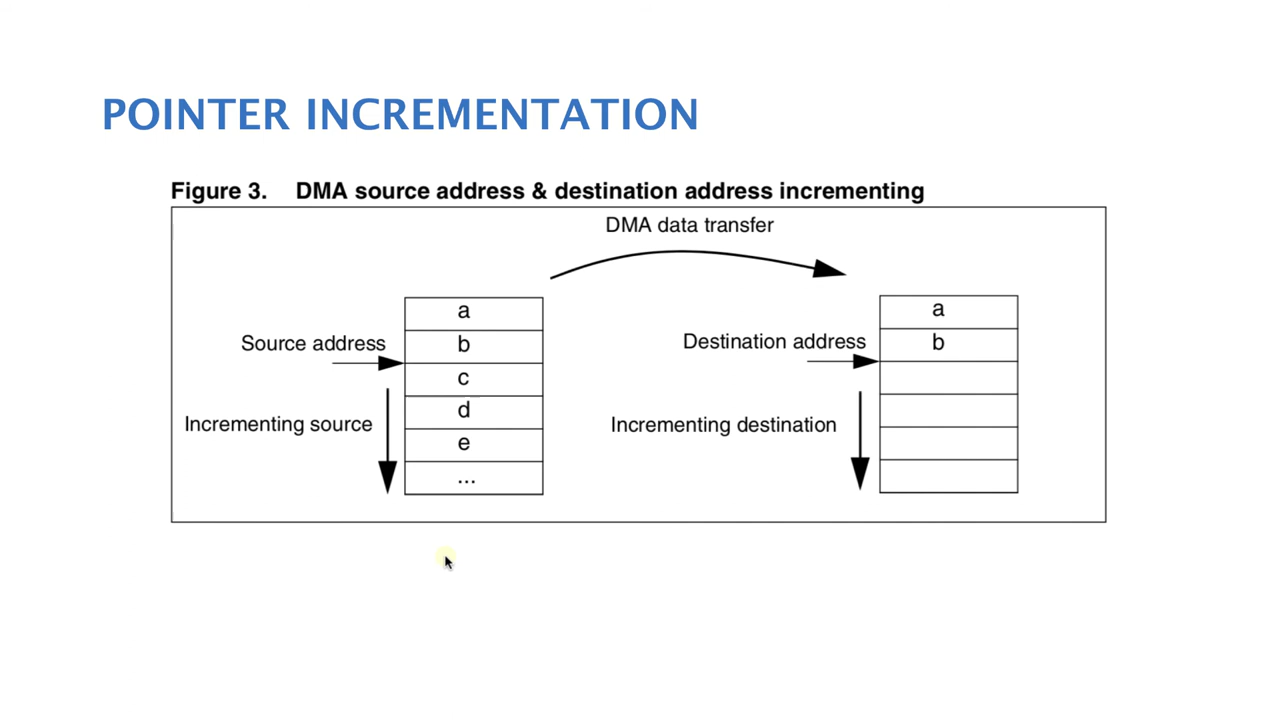 POINTER INCREMENTATION
Figure 3. DMA source address & destination address incrementing
DMA data transfer
a
Source address
b
c
d
Incrementing source
e
...
a
Destination address
b
Incrementing destination